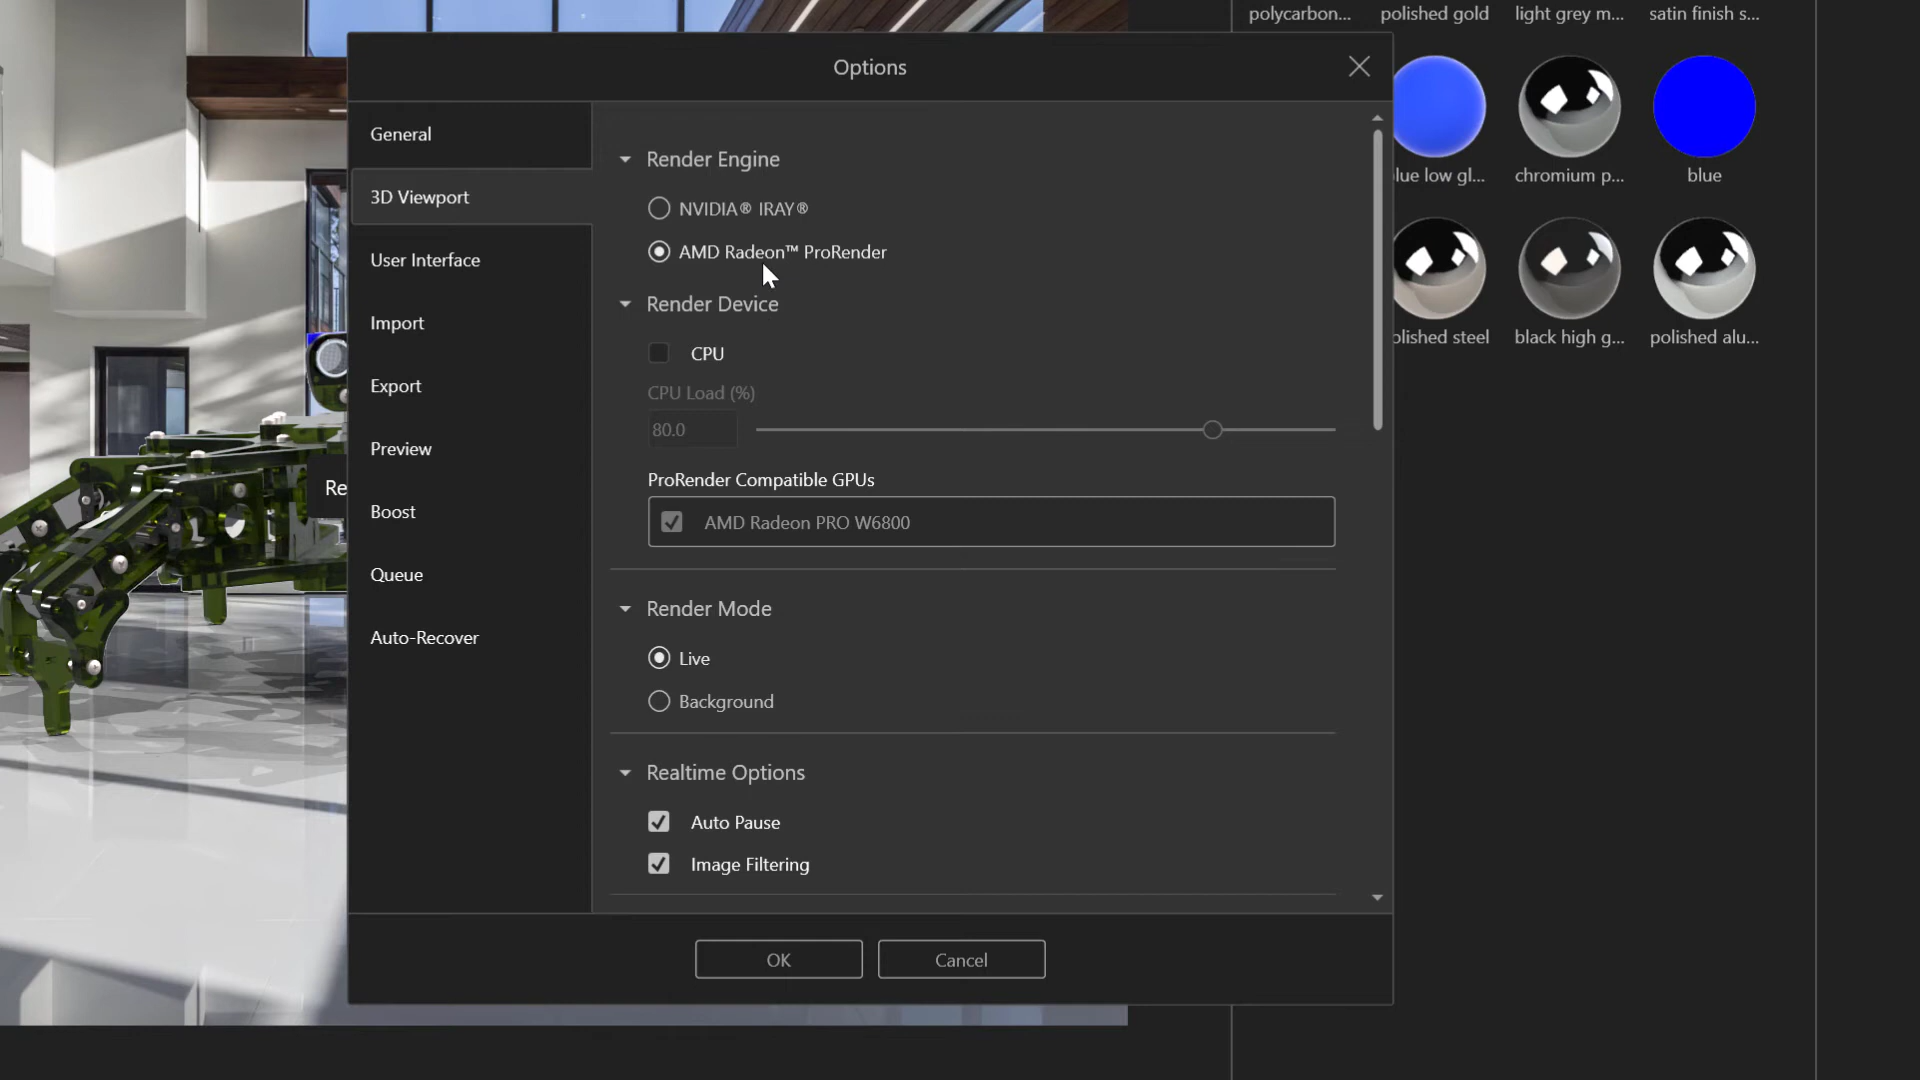 polycarbon...
polished gold
light grey m...
satin finish s...
Options
General
3D Viewport
User Interface
Import
Export
Preview
Boost
Queue
Auto-Recover
Render Engine
NVIDIA® IRAY®
AMD Radeon™ ProRender
Render Device
CPU
CPU Load (%)
80.0
ProRender Compatible GPUs
AMD Radeon PRO W6800
Render Mode
Live
Background
Realtime Options
Auto Pause
Image Filtering
OK
Cancel
Re
lue low gl...
chromium p...
blue
olished steel
black high g...
polished alu...